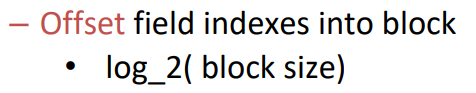 – Offset field indexes into block
• log_2( block size)